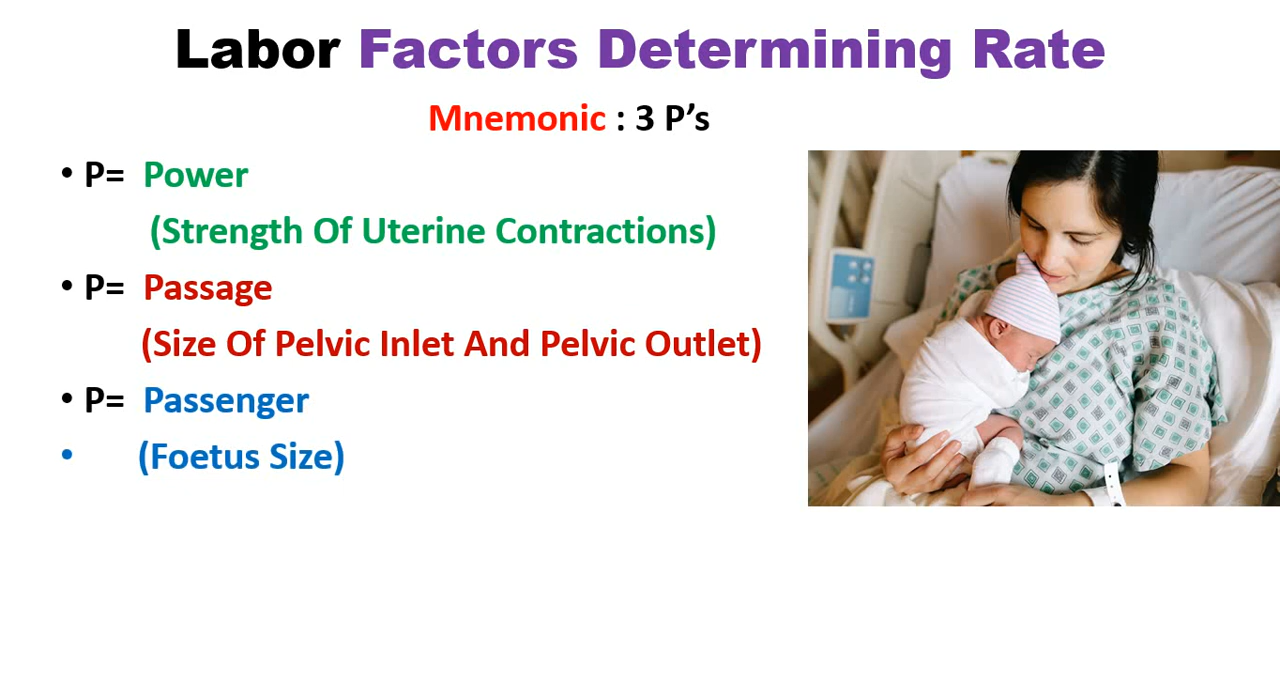 Labor Factors Determining Rate
Mnemonic : 3 P’s
• P= Power
(Strength Of Uterine Contractions)
• P= Passage
(Size Of Pelvic Inlet And Pelvic Outlet)
• P= Passenger
• (Foetus Size)